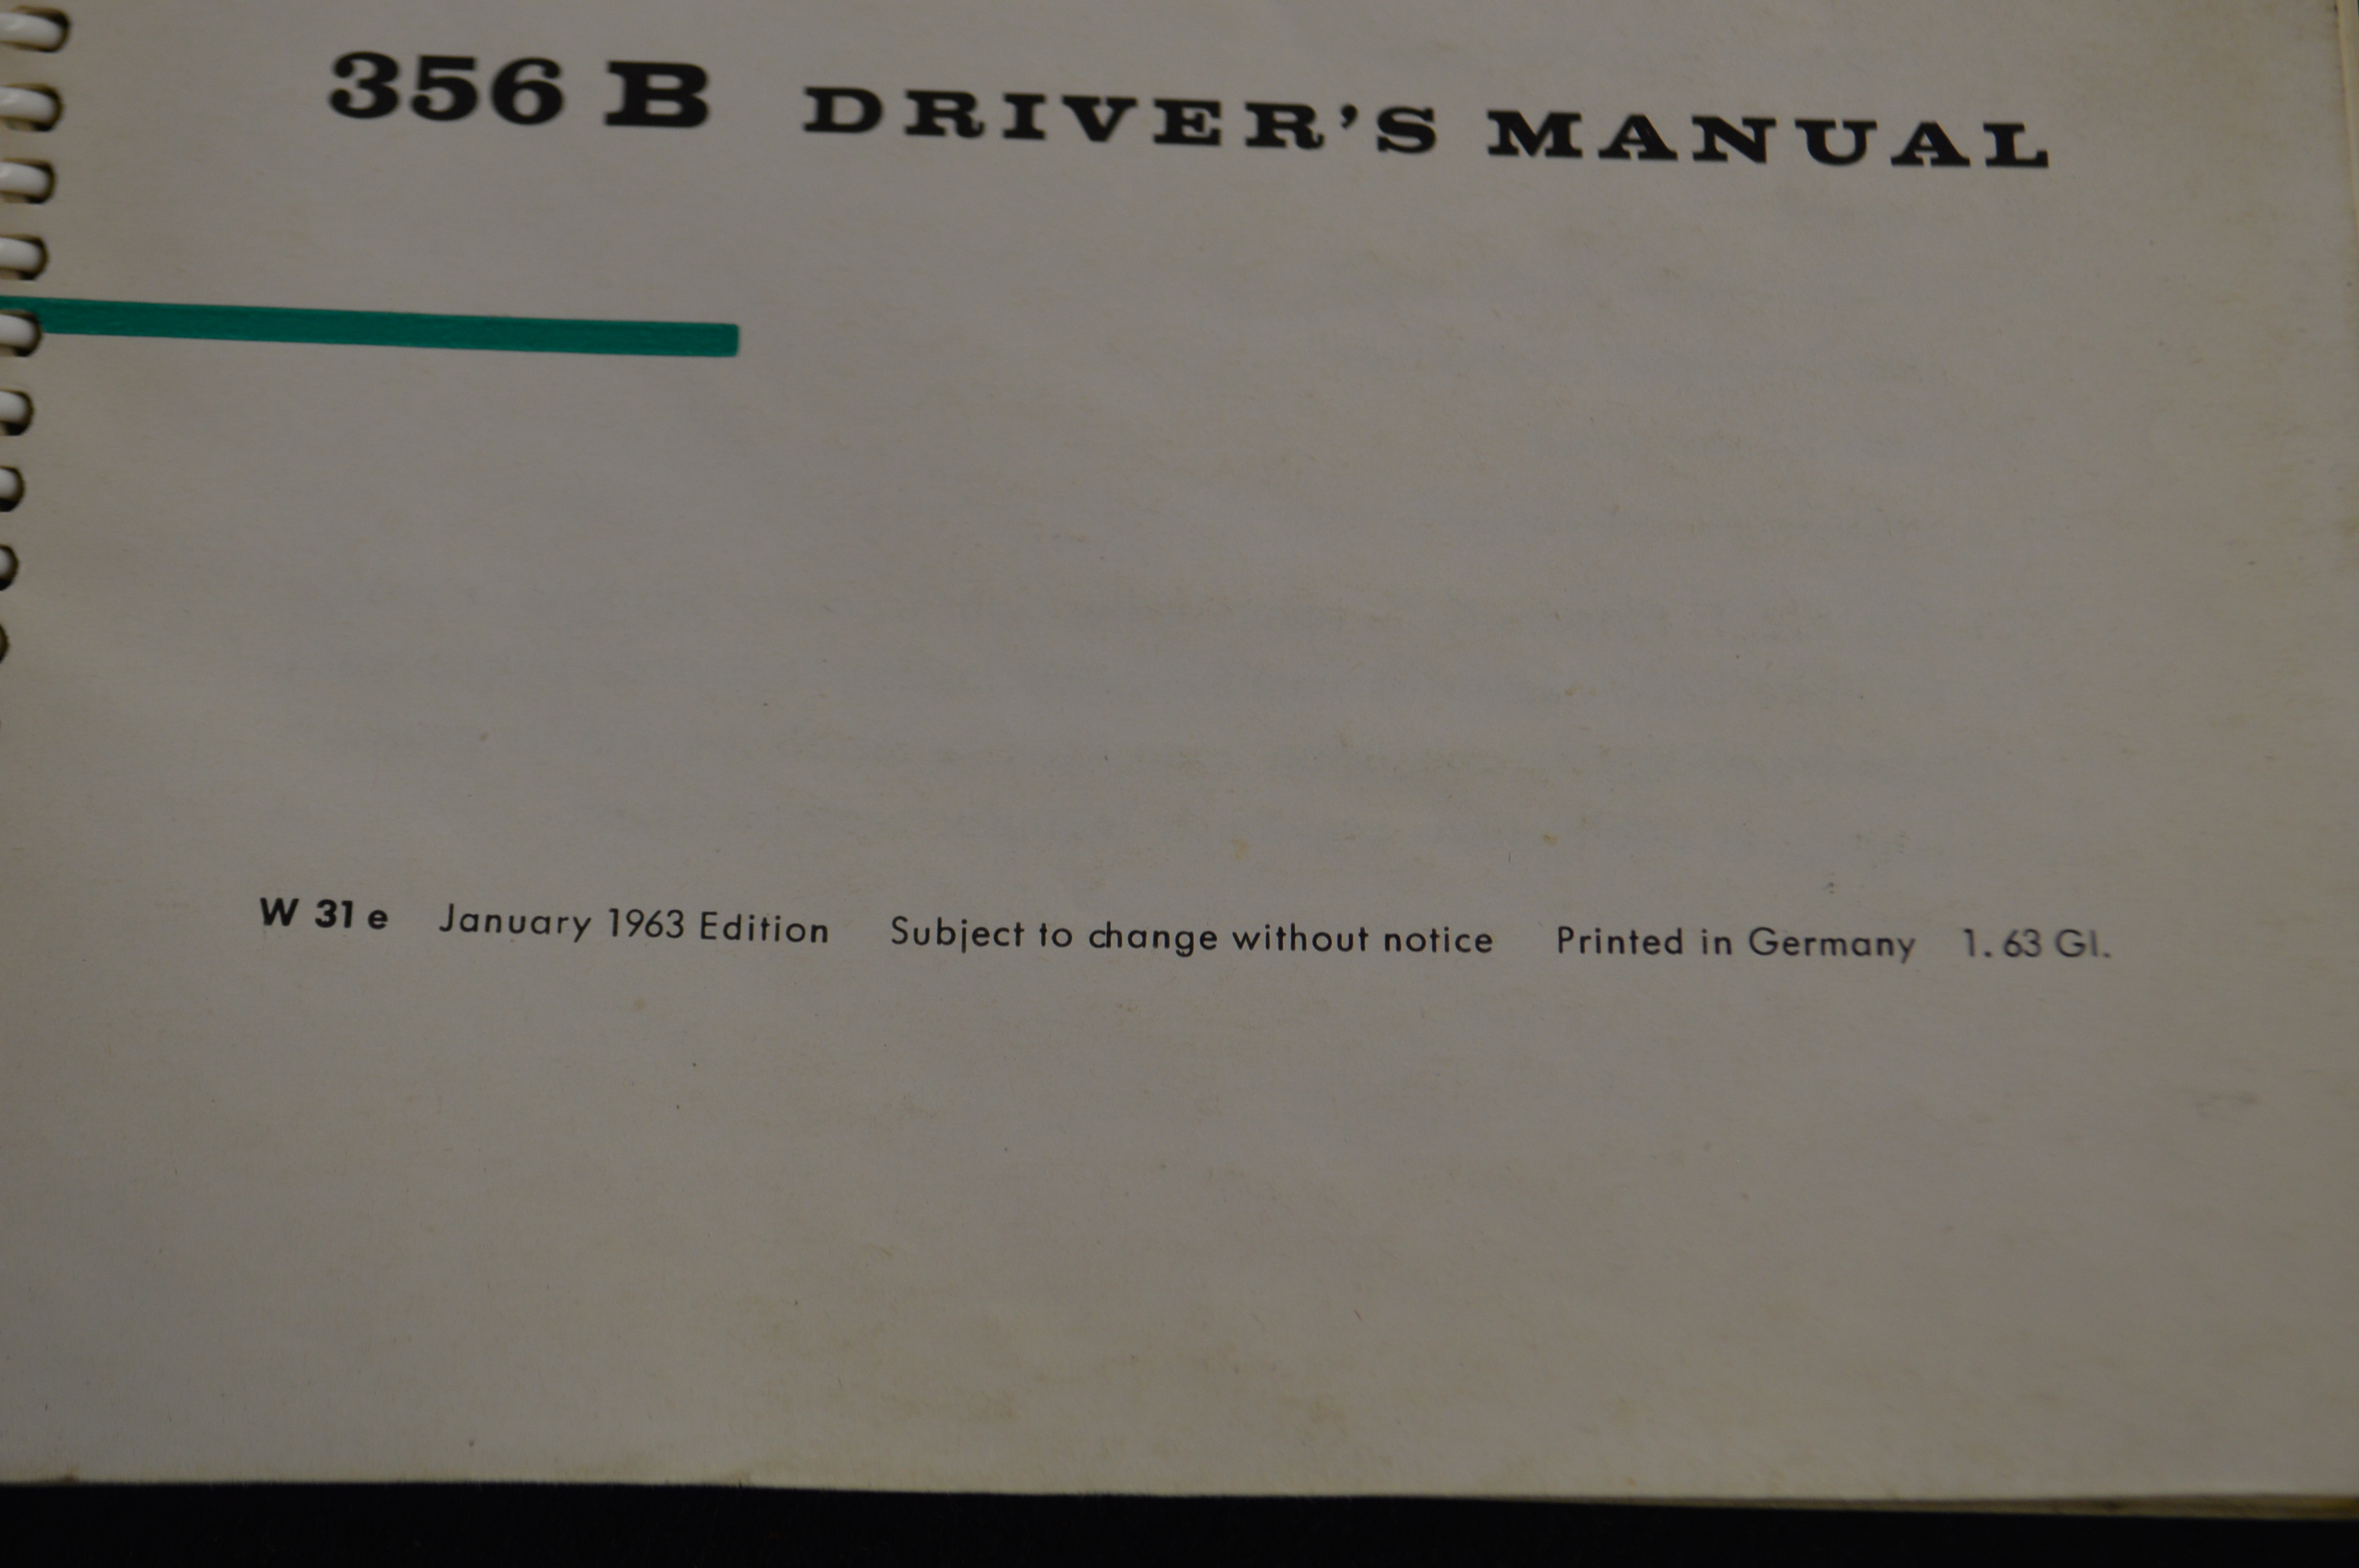 356 B DRIVER’S MANUAL
W 31 e January 1963 Edition Subject to change without notice Printed in Germany 1. 63 Gl.